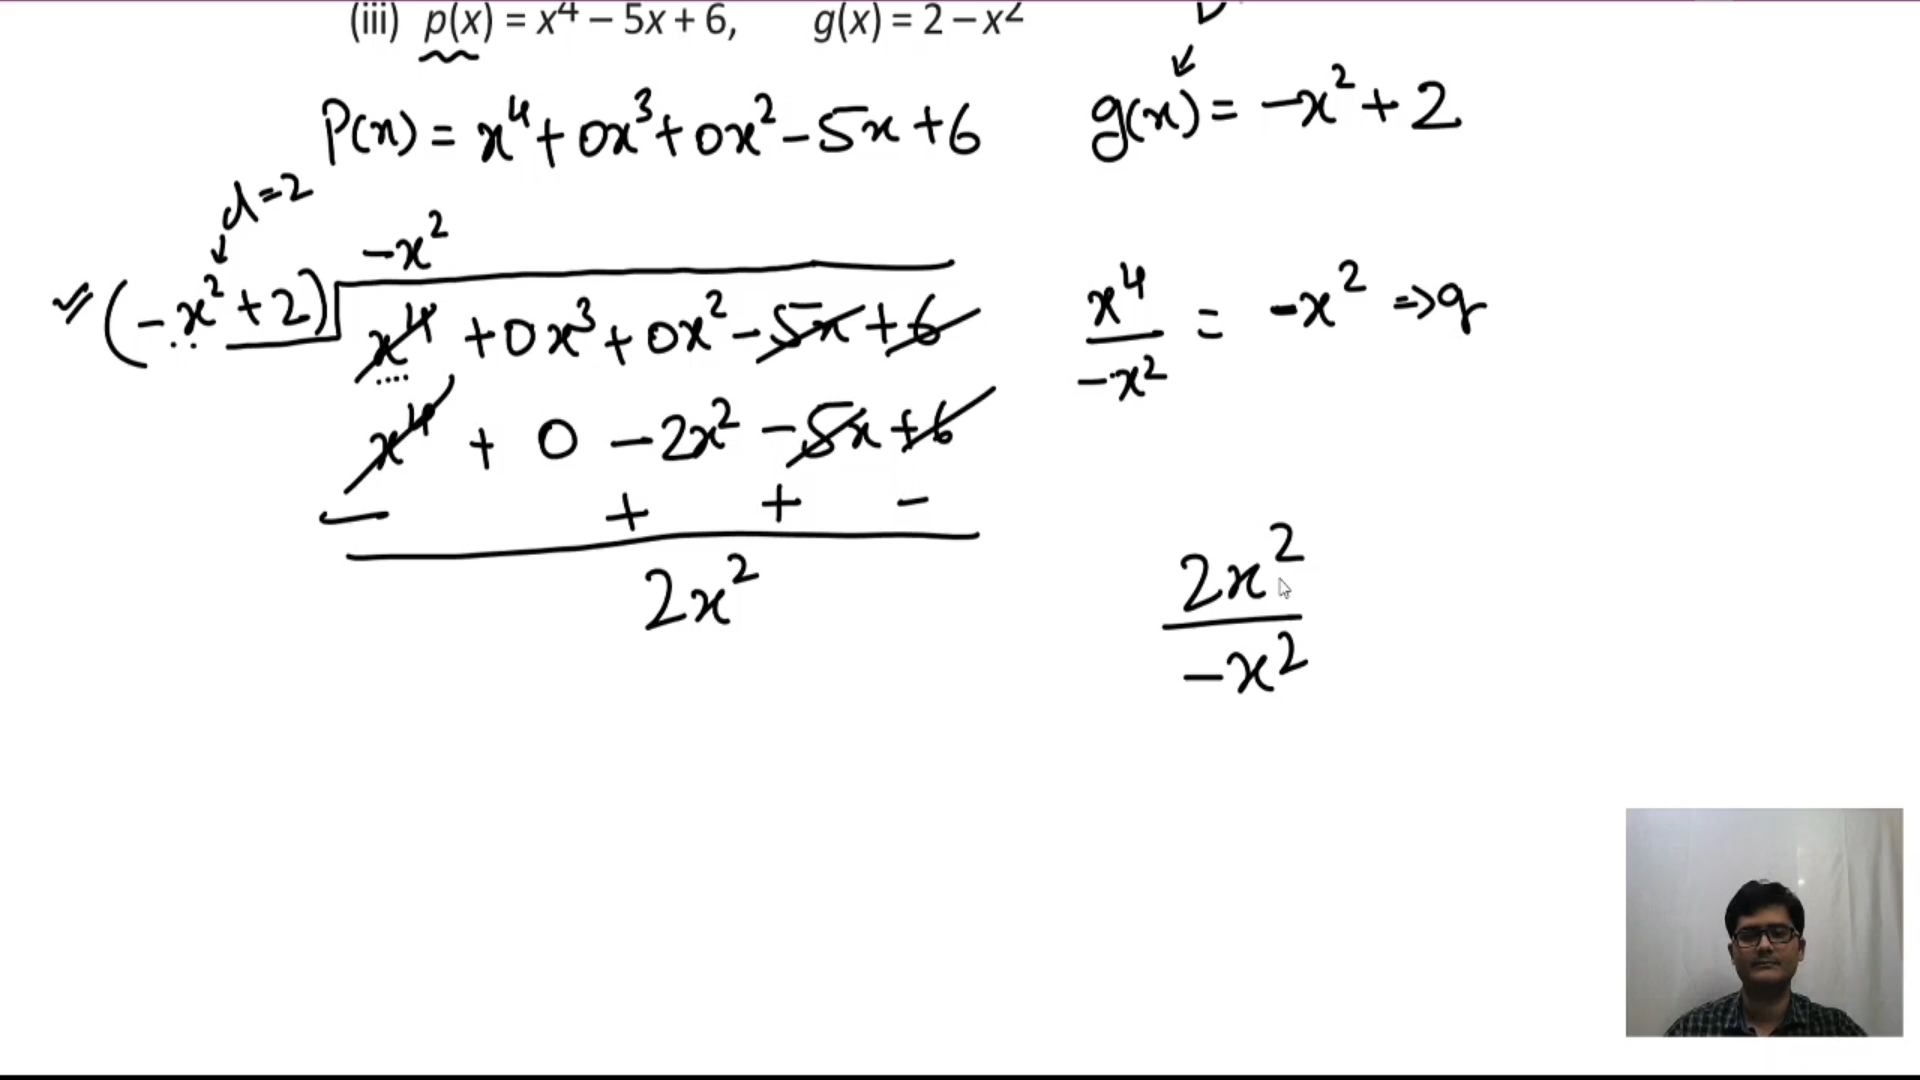 (iii) p(x) = x⁴ – 5x + 6, g(x) = 2 – x²
P(x) = x⁴ + 0x³ + 0x² - 5x + 6
g(x) = -x² + 2
d = 2
-x²
(-x² + 2) x⁴ + 0x³ + 0x² - 5x + 6
x⁴ + 0 - 2x² - 5x + 6
- + + -
2x²
x⁴/-x² = -x² => q
2x²/-x²